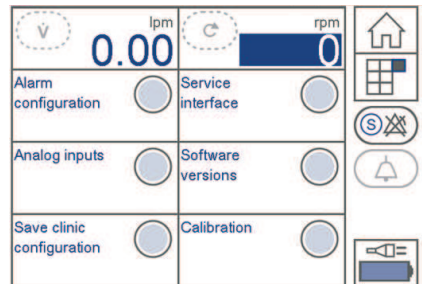 V̇ lpm
0.00
rpm
0
Alarm
configuration
Service
interface
Analog inputs
Software
versions
Save clinic
configuration
Calibration
S